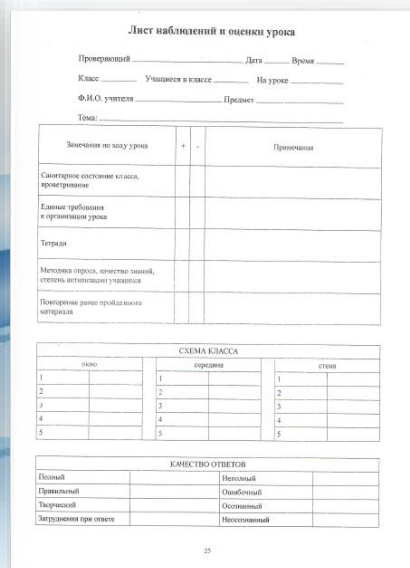 Лист наблюдений и оценки урока
Проверяющий Дата Время
Класс Учащиеся в классе На уроке
Ф.И.О. учителя Предмет
Тема:
Замечания по ходу урока + - Примечания
Санитарное состояние класса,
проветривание
Единые требования
к организации урока
Тетради
Методика опроса, качество знаний,
степень активизации учащихся
Повторение ранее пройденного
материала
СХЕМА КЛАССА
окно середина стена
1 1 1
2 2 2
3 3 3
4 4 4
5 5 5
КАЧЕСТВО ОТВЕТОВ
Полный Неполный
Правильный Ошибочный
Творческий Осознанный
Затруднения при ответе Неосознанный
25